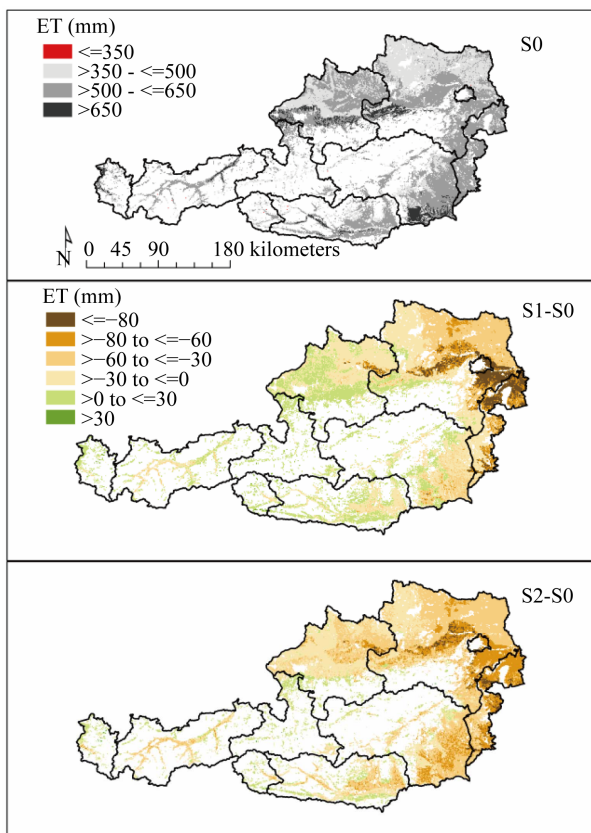 ET (mm)
<=350
>350 - <=500
>500 - <=650
>650
S0
N
0 45 90 180 kilometers
ET (mm)
<=−80
>−80 to <=−60
>−60 to <=−30
>−30 to <=0
>0 to <=30
>30
S1-S0
S2-S0